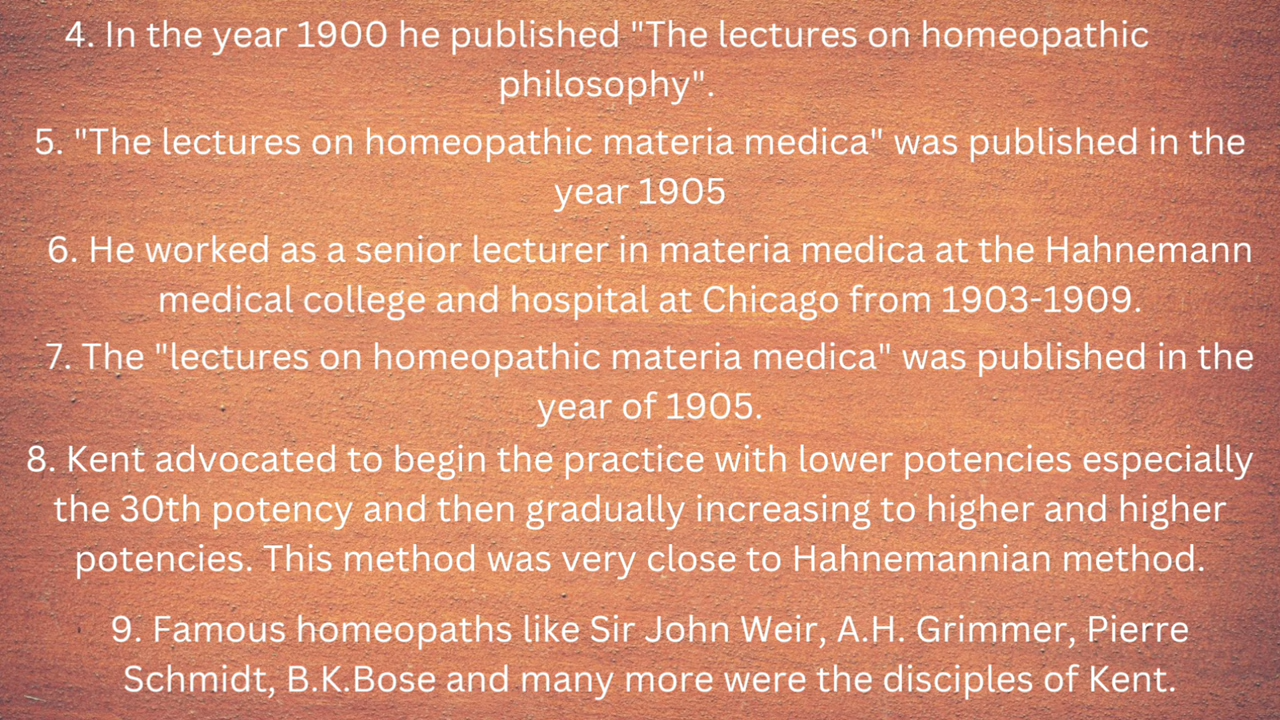 4. In the year 1900 he published "The lectures on homeopathic
philosophy".
5. "The lectures on homeopathic materia medica" was published in the
year 1905
6. He worked as a senior lecturer in materia medica at the Hahnemann
medical college and hospital at Chicago from 1903-1909.
7. The "lectures on homeopathic materia medica" was published in the
year of 1905.
8. Kent advocated to begin the practice with lower potencies especially
the 30th potency and then gradually increasing to higher and higher
potencies. This method was very close to Hahnemannian method.
9. Famous homeopaths like Sir John Weir, A.H. Grimmer, Pierre
Schmidt, B.K.Bose and many more were the disciples of Kent.